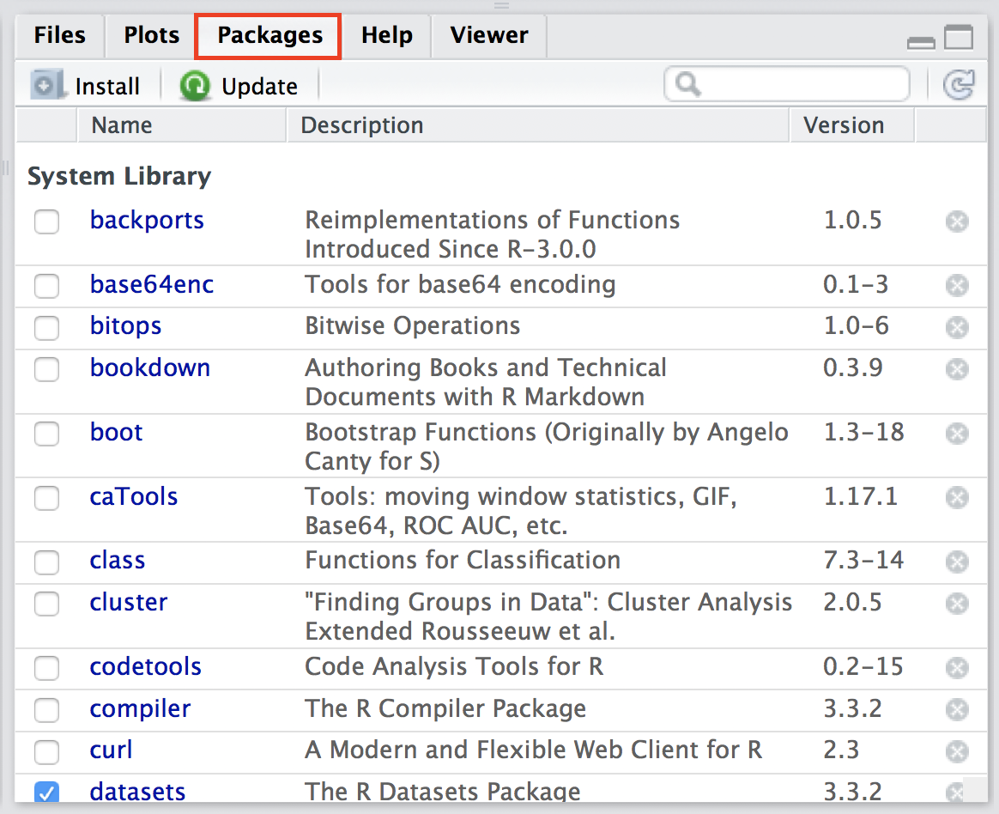 Files Plots Packages Help Viewer
Install Update
Name Description Version
System Library
backports Reimplementations of Functions 1.0.5
Introduced Since R-3.0.0
base64enc Tools for base64 encoding 0.1-3
bitops Bitwise Operations 1.0-6
bookdown Authoring Books and Technical 0.3.9
Documents with R Markdown
boot Bootstrap Functions (Originally by Angelo 1.3-18
Canty for S)
caTools Tools: moving window statistics, GIF, 1.17.1
Base64, ROC AUC, etc.
class Functions for Classification 7.3-14
cluster "Finding Groups in Data": Cluster Analysis 2.0.5
Extended Rousseeuw et al.
codetools Code Analysis Tools for R 0.2-15
compiler The R Compiler Package 3.3.2
curl A Modern and Flexible Web Client for R 2.3
datasets The R Datasets Package 3.3.2